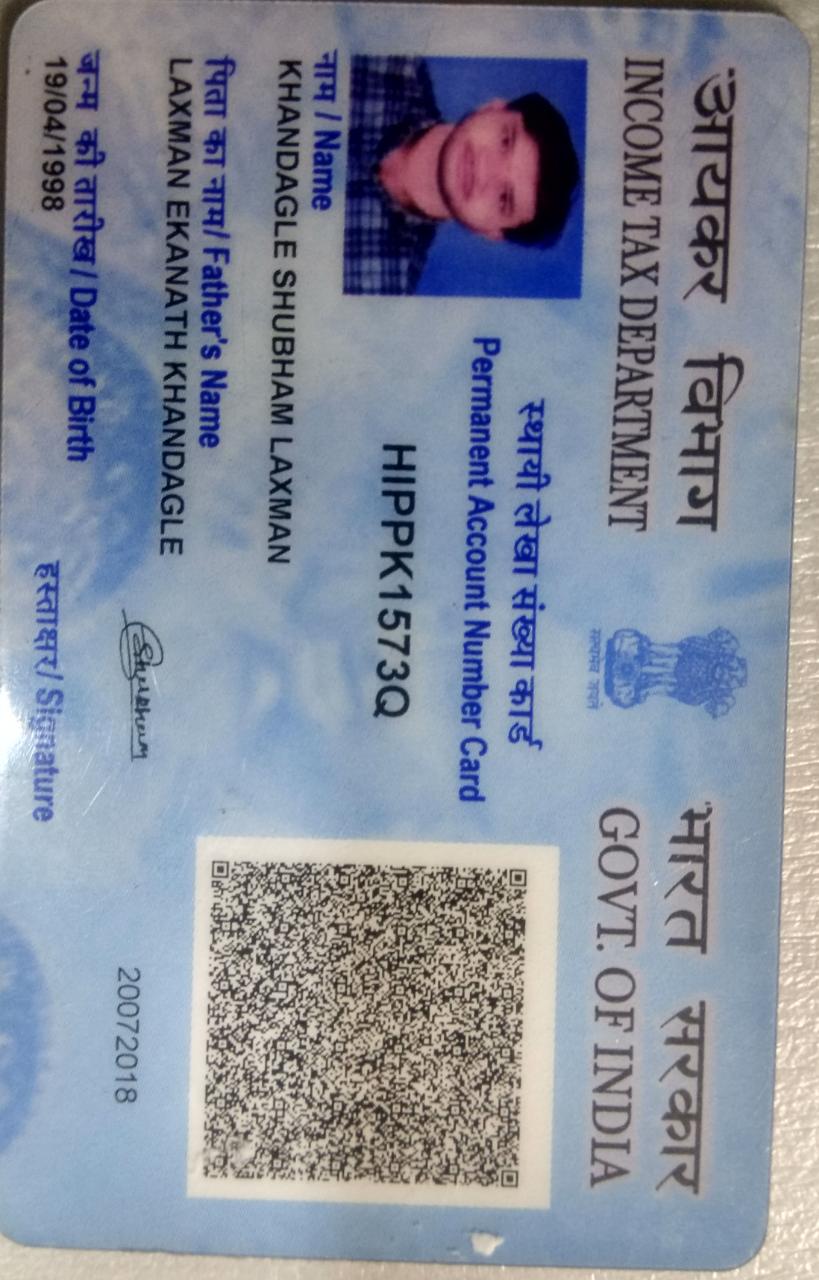 आयकर विभाग
INCOME TAX DEPARTMENT
सत्यमेव जयते
भारत सरकार
GOVT. OF INDIA
स्थायी लेखा संख्या कार्ड
Permanent Account Number Card
HIPPK1573Q
नाम / Name
KHANDAGLE SHUBHAM LAXMAN
पिता का नाम/ Father's Name
LAXMAN EKANATH KHANDAGLE
जन्म की तारीख / Date of Birth
19/04/1998
Shubham
हस्ताक्षर/ Signature
20072018